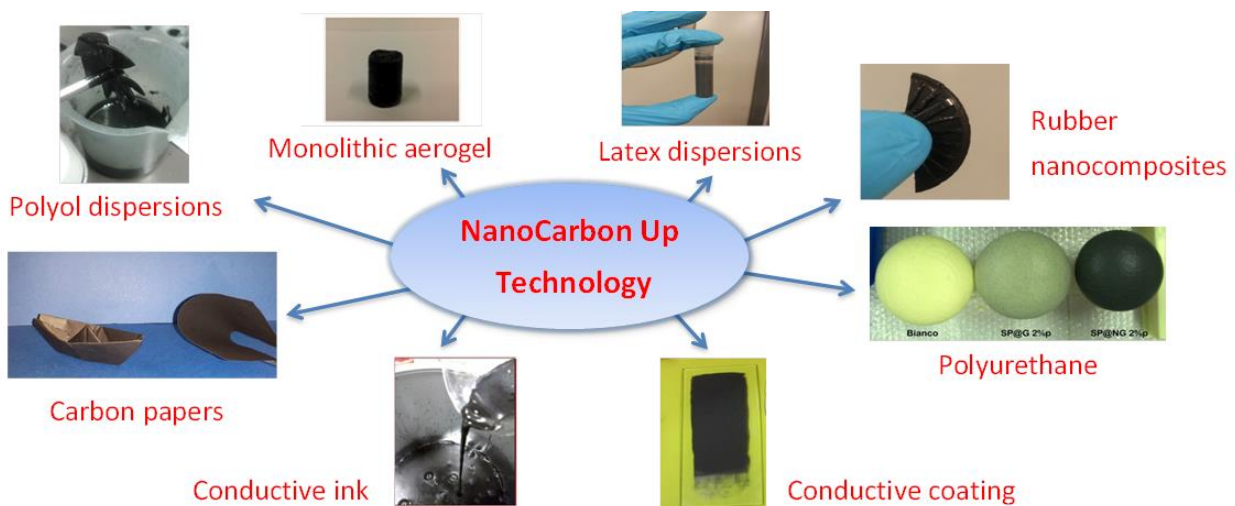 Monolithic aerogel
Latex dispersions
Rubber
nanocomposites
Polyol dispersions
NanoCarbon Up
Technology
Bianco
SP@G 2%p
SP@NG 2%p
Polyurethane
Carbon papers
Conductive ink
Conductive coating